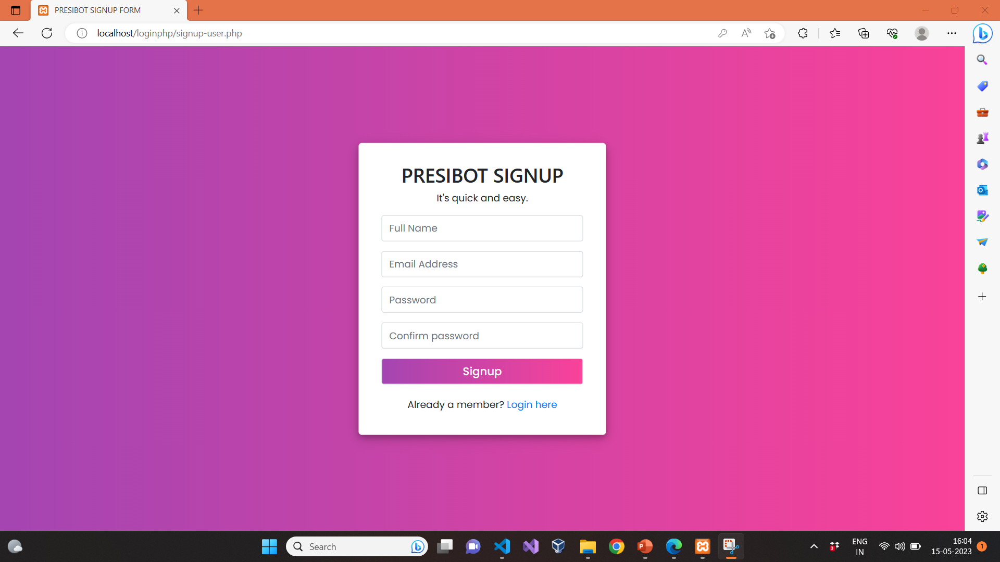 PRESIBOT SIGNUP FORM
localhost/loginphp/signup-user.php
PRESIBOT SIGNUP
It's quick and easy.
Full Name
Email Address
Password
Confirm password
Signup
Already a member? Login here
Search
3
ENG
IN
16:04
15-05-2023
1